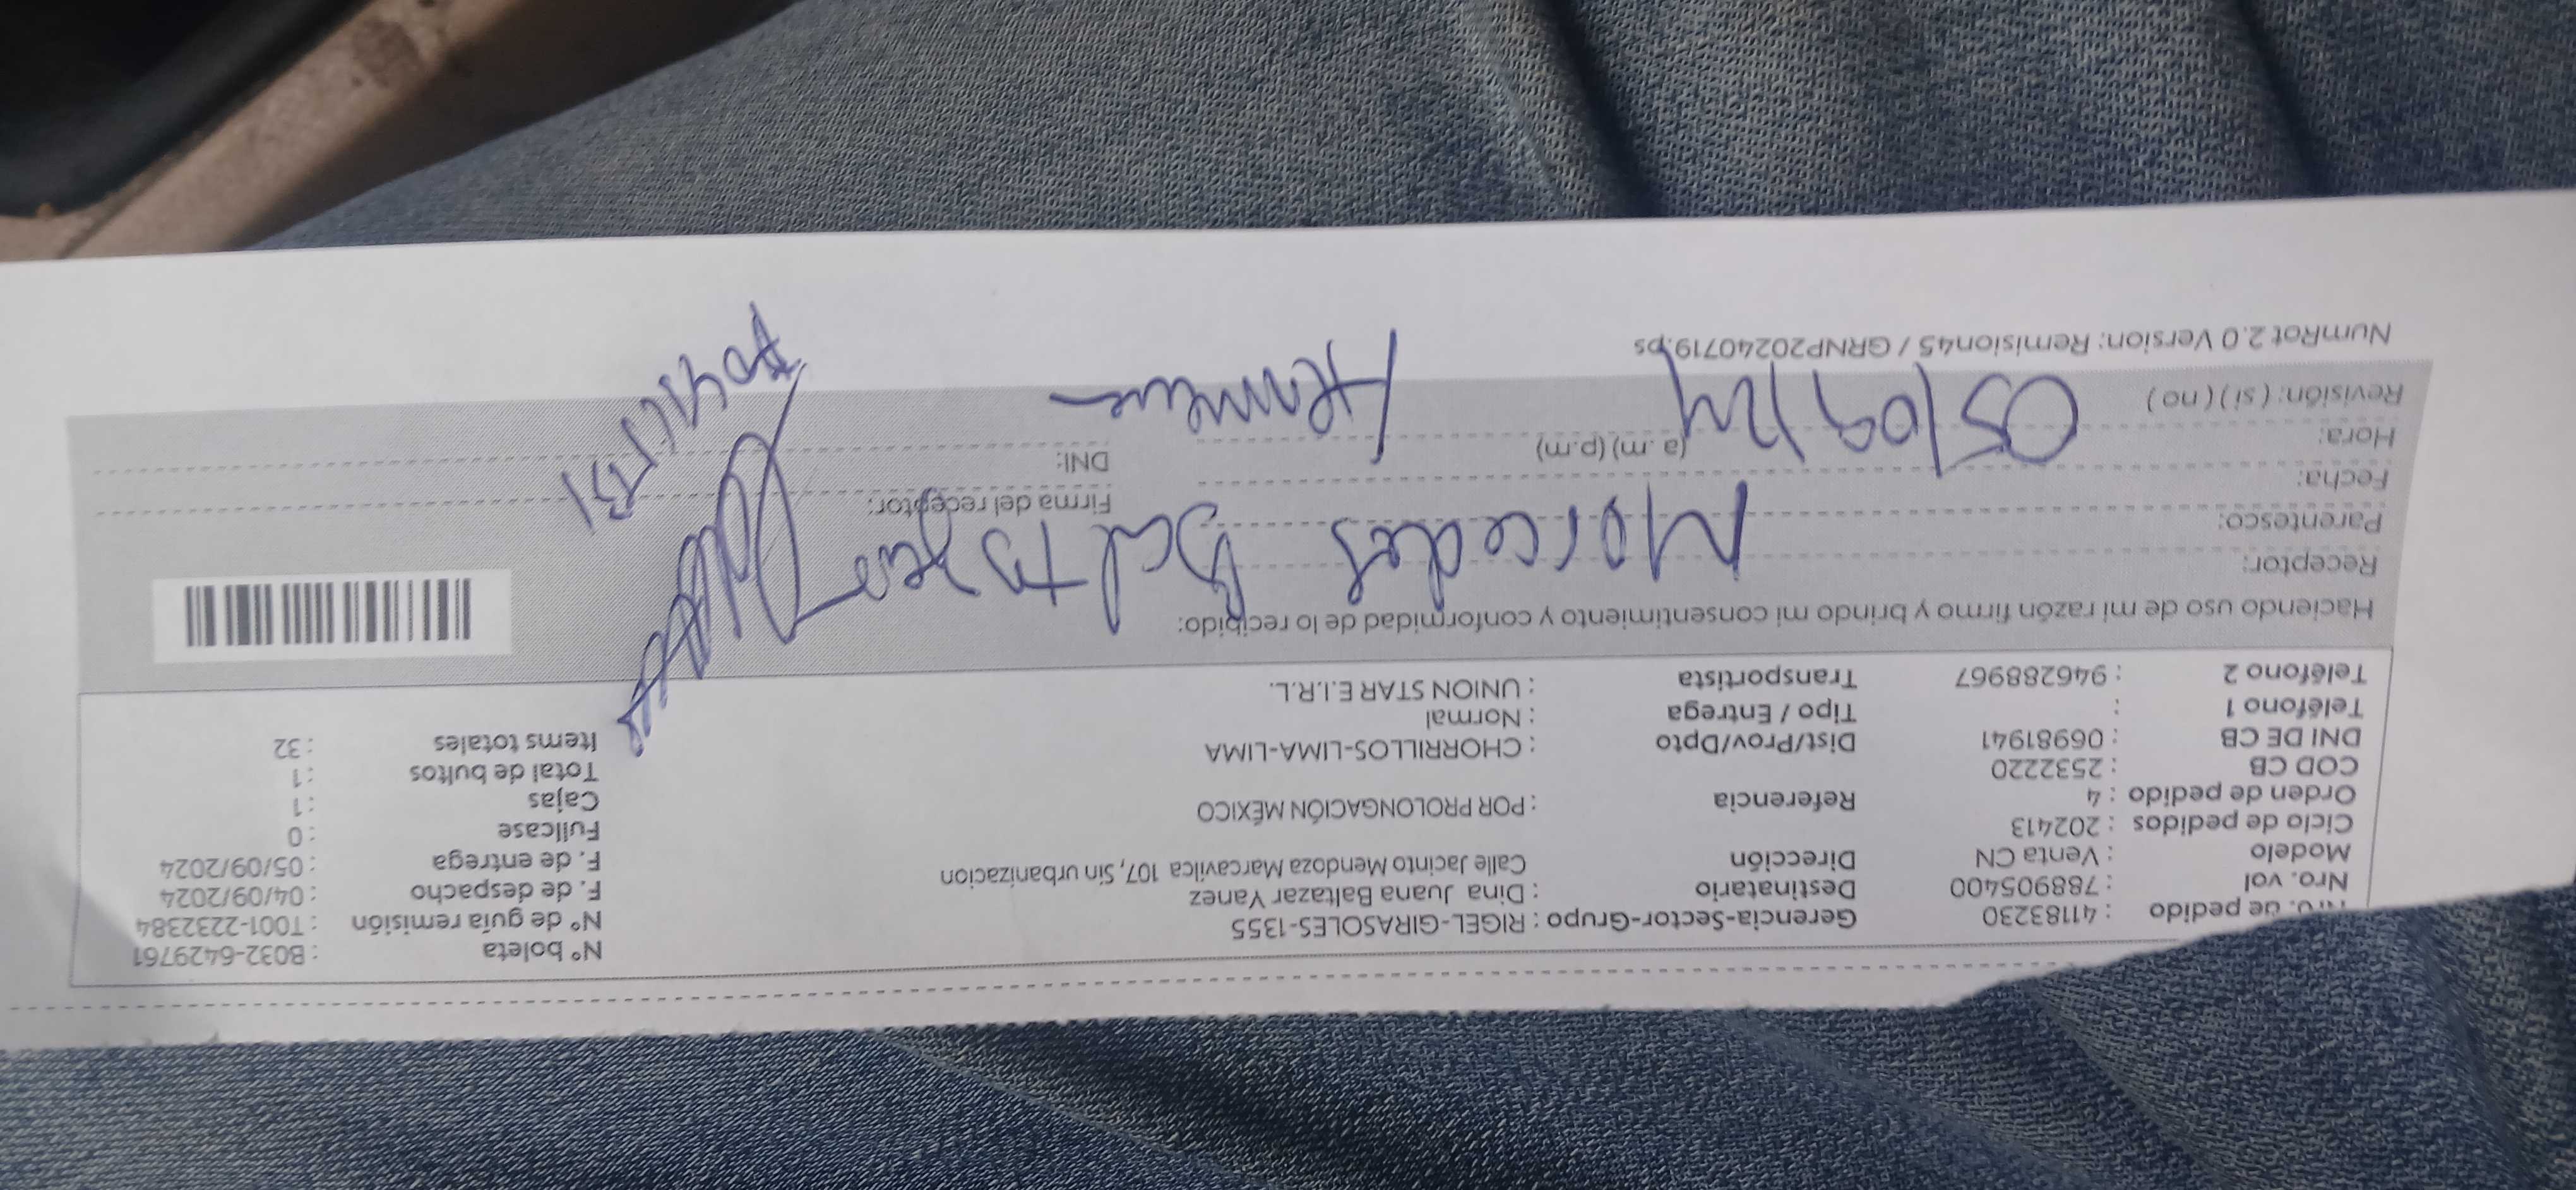 Nro. de pedido : 41183230
Nro. vol : 788905400
Modelo : Venta CN
Ciclo de pedidos : 202413
Orden de pedido : 4
COD CB : 2532220
DNI DE CB : 06981941
Teléfono 1 :
Teléfono 2 : 946288967
Gerencia-Sector-Grupo : RIGEL-GIRASOLES-1355
Destinatario : Dina Juana Baltazar Yanez
Dirección Calle Jacinto Mendoza Marcavilca 107, Sin urbanizacion
Referencia : POR PROLONGACIÓN MÉXICO
Dist/Prov/Dpto : CHORRILLOS-LIMA-LIMA
Tipo / Entrega : Normal
Transportista : UNION STAR E.I.R.L.
N° boleta : B032-6429761
N° de guía remisión : T001-2232384
F. de despacho : 04/09/2024
F. de entrega : 05/09/2024
Fullcase : 0
Cajas : 1
Total de bultos : 1
Ítems totales : 32
Haciendo uso de mi razón firmo y brindo mi consentimiento y conformidad de lo recibido:
Receptor:
Mercedes
Parentesco:
Fecha:
05/09/24
Hora: (a .m) (p.m)
Revisión: ( si ) ( no )
Firma del receptor:
DNI:
NumRot 2.0 Version: Remision45 / GRNP20240719.ps